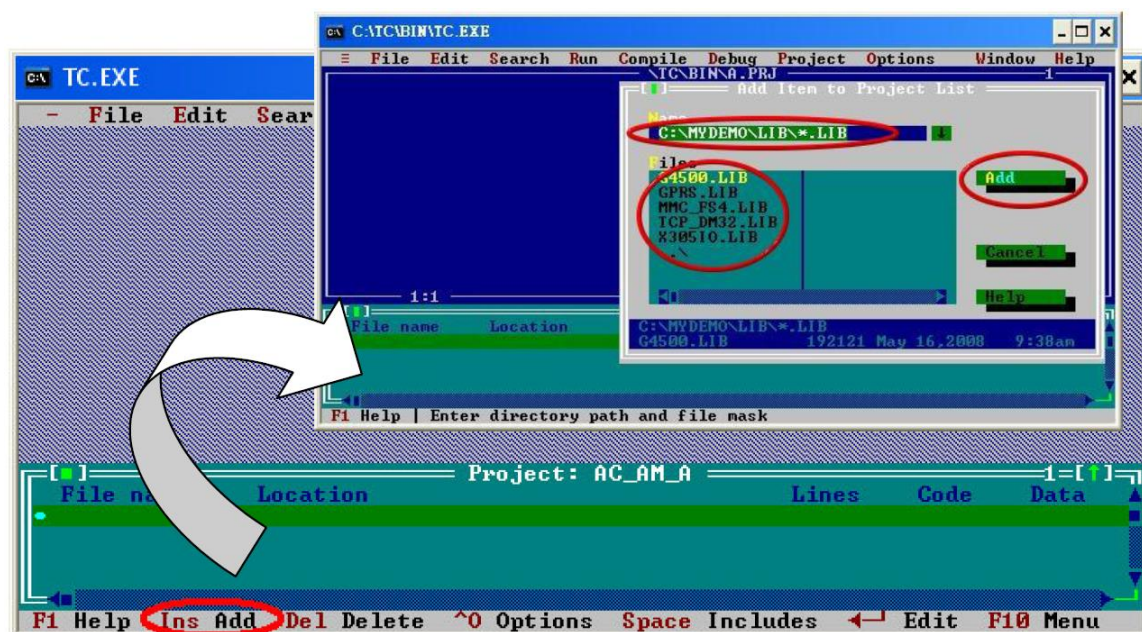 C:\TC\BIN\TC.EXE
≡ File Edit Search Run Compile Debug Project Options Window Help
\TC\BIN\A.PRJ 1
Add Item to Project List
Name
C:\MYDEMO\LIB\*.LIB
Files
G4500.LIB
GPRS.LIB
MMC_FS4.LIB
TCP_DM32.LIB
X305IO.LIB
..\
Add
Cancel
Help
C:\MYDEMO\LIB\*.LIB
G4500.LIB 192121 May 16,2008 9:38am
1:1
File name Location
F1 Help | Enter directory path and file mask
TC.EXE
- File Edit Sear
Project: AC_AM_A 1
File na Location Lines Code Data
F1 Help Ins Add Del Delete ^O Options Space Includes ◄─┘ Edit F10 Menu